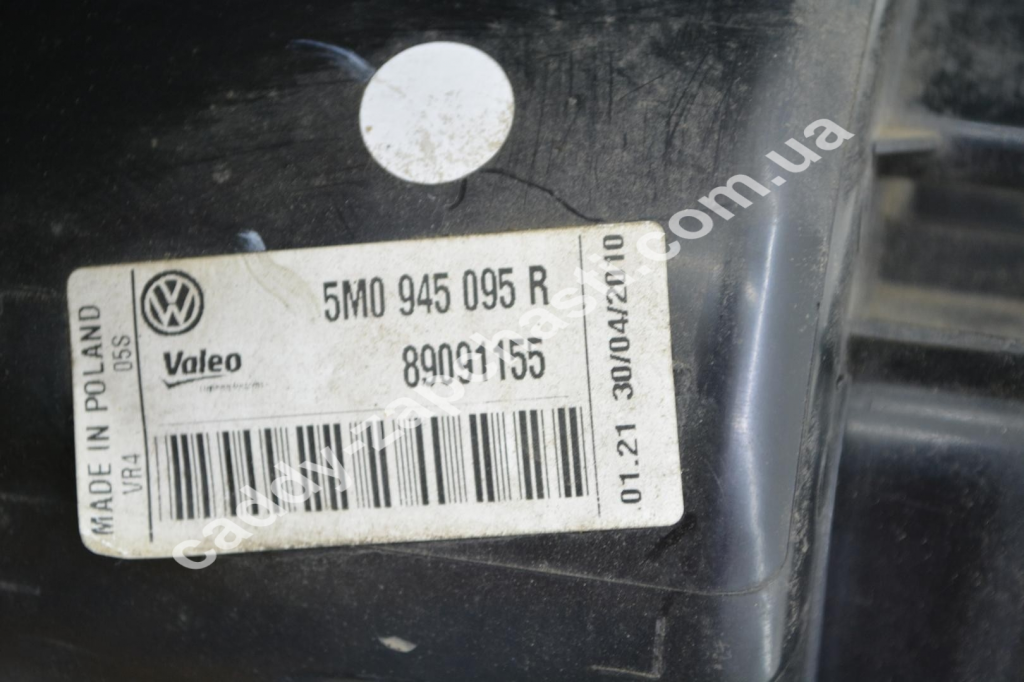 MADE IN POLAND
VR4 05S
VW
5M0 945 095 R
Valeo
89091155
01.21 30/04/2010
caddy-zapchasti.com.ua